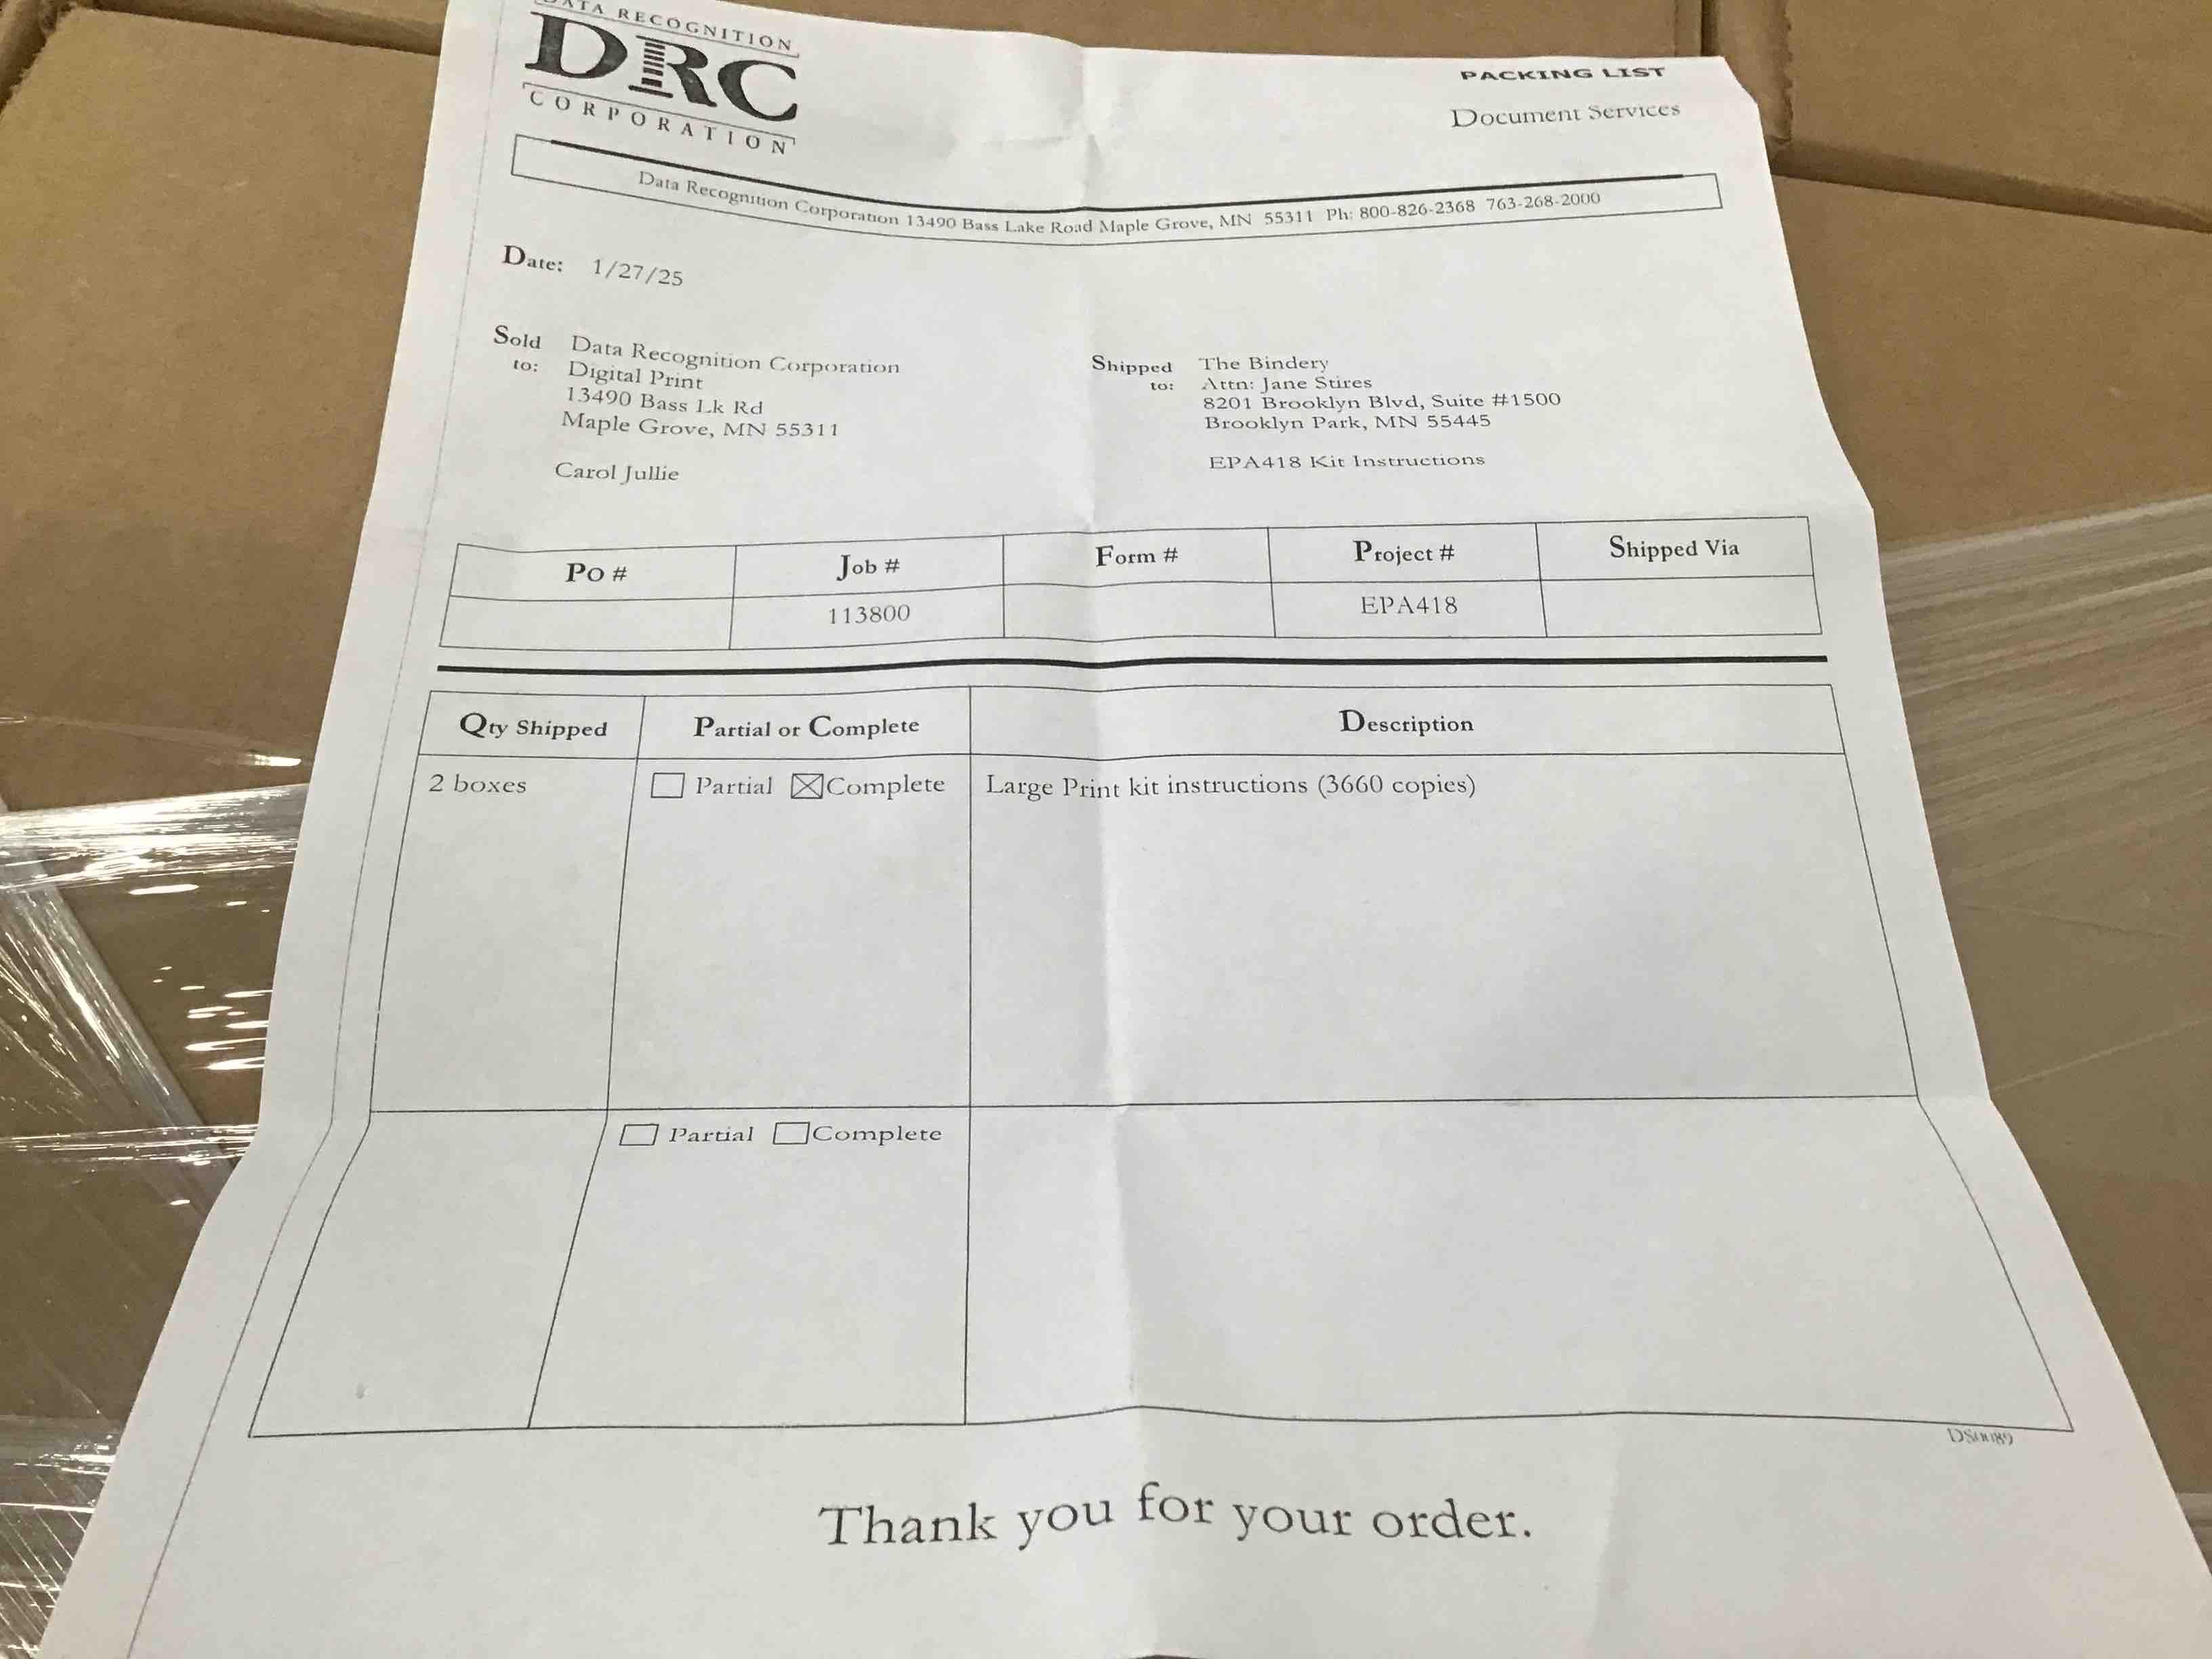 DATA RECOGNITION
DRC
CORPORATION
PACKING LIST
Document Services
Data Recognition Corporation 13490 Bass Lake Road Maple Grove, MN 55311 Ph: 800-826-2368 763-268-2000
Date: 1/27/25
Sold to: Data Recognition Corporation
Digital Print
13490 Bass Lk Rd
Maple Grove, MN 55311
Carol Jullie
Shipped to: The Bindery
Attn: Jane Stires
8201 Brooklyn Blvd, Suite #1500
Brooklyn Park, MN 55445
EPA418 Kit Instructions
PO # Job # Form # Project # Shipped Via
113800 EPA418
Qty Shipped Partial or Complete Description
2 boxes Partial Complete Large Print kit instructions (3660 copies)
Partial Complete
DS0089
Thank you for your order.